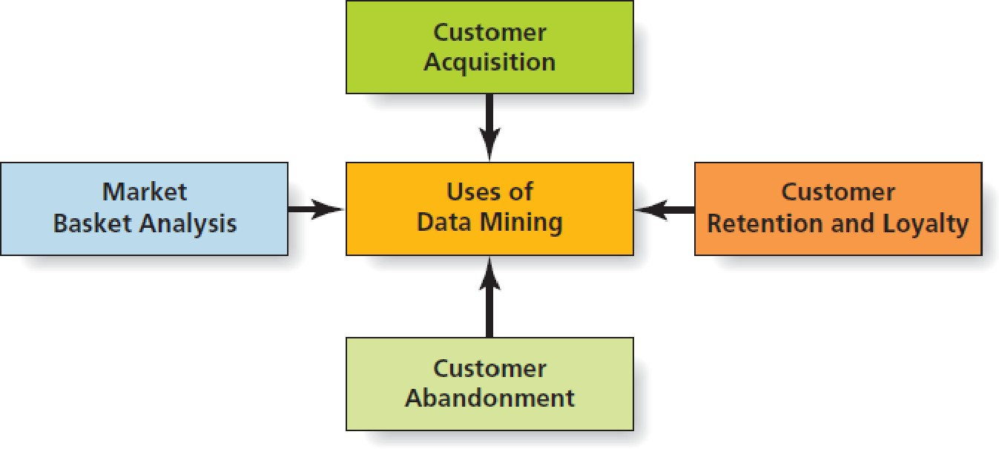 Customer
Acquisition
Market
Basket Analysis
Uses of
Data Mining
Customer
Retention and Loyalty
Customer
Abandonment